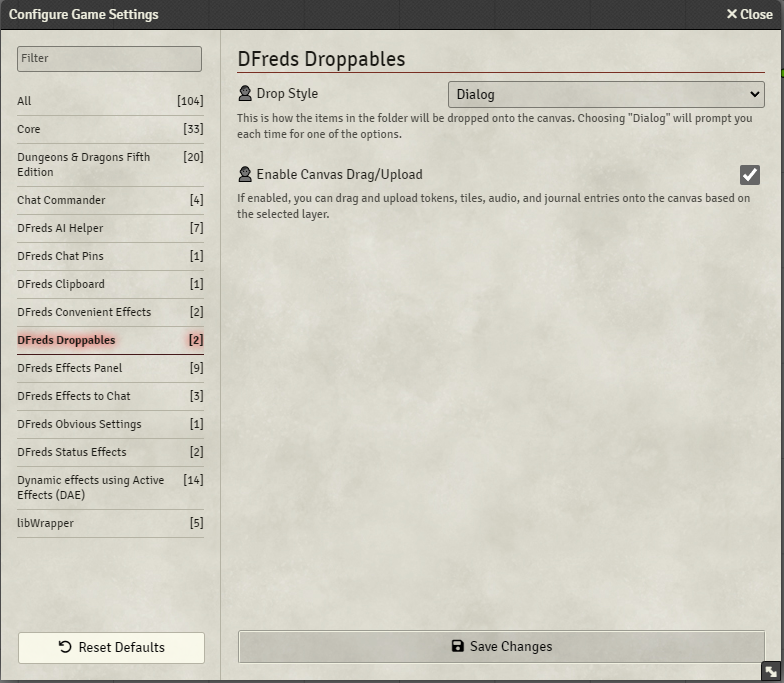 Configure Game Settings
Close
Filter
All [104]
Core [33]
Dungeons & Dragons Fifth [20]
Edition
Chat Commander [4]
DFreds AI Helper [7]
DFreds Chat Pins [1]
DFreds Clipboard [1]
DFreds Convenient Effects [2]
DFreds Droppables [2]
DFreds Effects Panel [9]
DFreds Effects to Chat [3]
DFreds Obvious Settings [1]
DFreds Status Effects [2]
Dynamic effects using Active [14]
Effects (DAE)
libWrapper [5]
Reset Defaults
DFreds Droppables
Drop Style
Dialog
This is how the items in the folder will be dropped onto the canvas. Choosing "Dialog" will prompt you
each time for one of the options.
Enable Canvas Drag/Upload
If enabled, you can drag and upload tokens, tiles, audio, and journal entries onto the canvas based on
the selected layer.
Save Changes